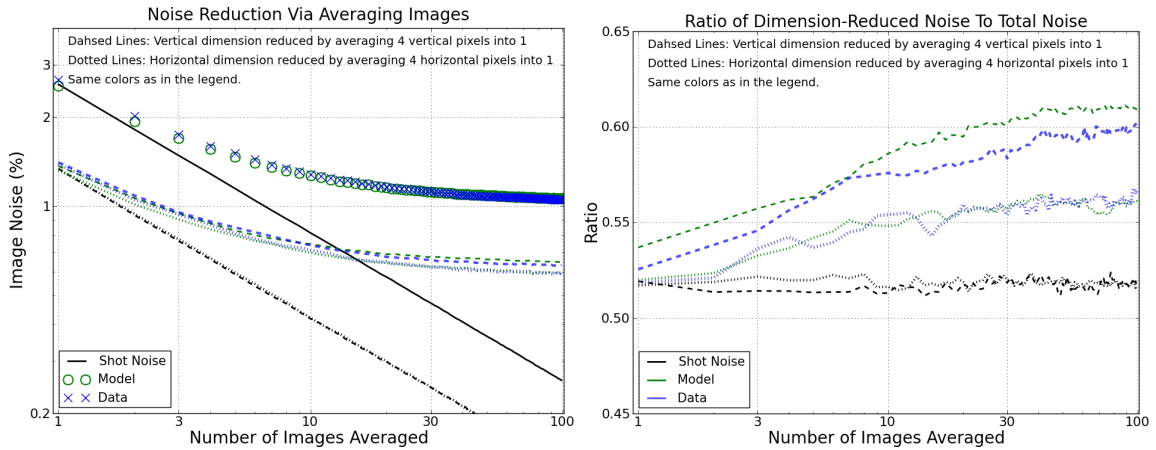 Noise Reduction Via Averaging Images
Dahsed Lines: Vertical dimension reduced by averaging 4 vertical pixels into 1
Dotted Lines: Horizontal dimension reduced by averaging 4 horizontal pixels into 1
Same colors as in the legend.
Image Noise (%)
3
2
1
0.2
Shot Noise
Model
Data
1
3
10
30
100
Number of Images Averaged
Ratio of Dimension-Reduced Noise To Total Noise
Dahsed Lines: Vertical dimension reduced by averaging 4 vertical pixels into 1
Dotted Lines: Horizontal dimension reduced by averaging 4 horizontal pixels into 1
Same colors as in the legend.
Ratio
0.65
0.60
0.55
0.50
0.45
Shot Noise
Model
Data
1
3
10
30
100
Number of Images Averaged